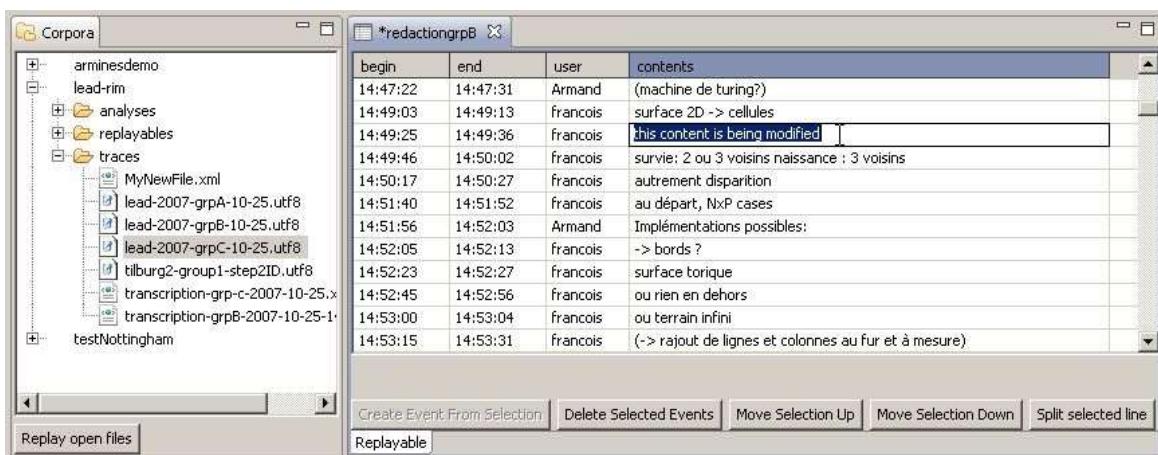 Corpora
arminesdemo
lead-rim
analyses
replayables
traces
MyNewFile.xml
lead-2007-grpA-10-25.utf8
lead-2007-grpB-10-25.utf8
lead-2007-grpC-10-25.utf8
tilburg2-group1-step2ID.utf8
transcription-grp-c-2007-10-25.x
transcription-grpB-2007-10-25-1
testNottingham
Replay open files
*redactiongrpB
begin end user contents
14:47:22 14:47:31 Armand (machine de turing?)
14:49:03 14:49:13 francois surface 2D -> cellules
14:49:25 14:49:36 francois this content is being modified
14:49:46 14:50:02 francois survie: 2 ou 3 voisins naissance : 3 voisins
14:50:17 14:50:27 francois autrement disparition
14:51:40 14:51:52 francois au départ, NxP cases
14:51:56 14:52:03 Armand Implémentations possibles:
14:52:05 14:52:13 francois -> bords ?
14:52:23 14:52:27 francois surface torique
14:52:45 14:52:56 francois ou rien en dehors
14:53:00 14:53:04 francois ou terrain infini
14:53:15 14:53:31 francois (-> rajout de lignes et colonnes au fur et à mesure)
Create Event From Selection Delete Selected Events Move Selection Up Move Selection Down Split selected line
Replayable